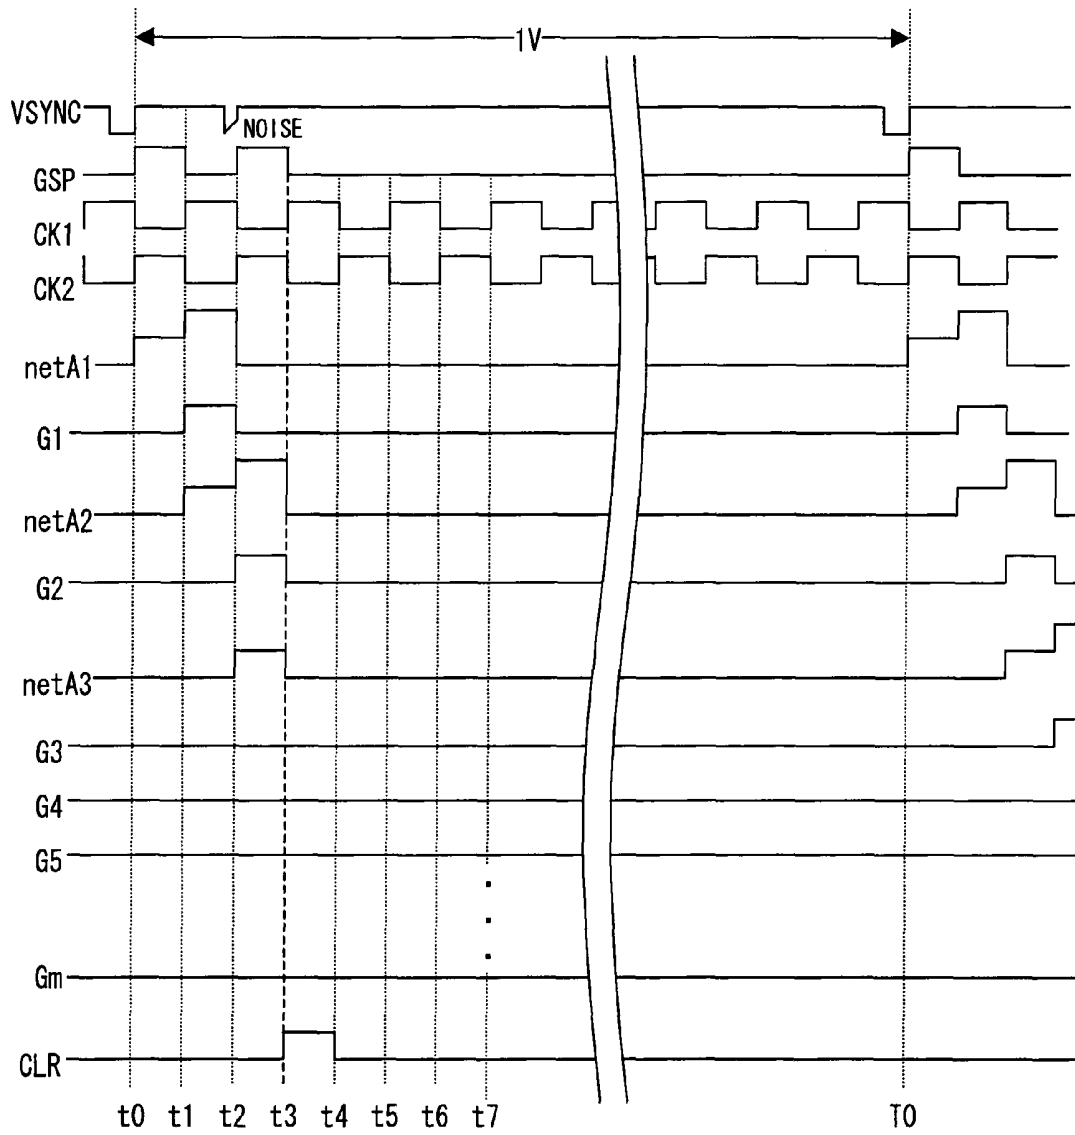 1V
VSYNC
NOISE
GSP
CK1
CK2
netA1
G1
netA2
G2
netA3
G3
G4
G5
Gm
CLR
t0 t1 t2 t3 t4 t5 t6 t7 T0